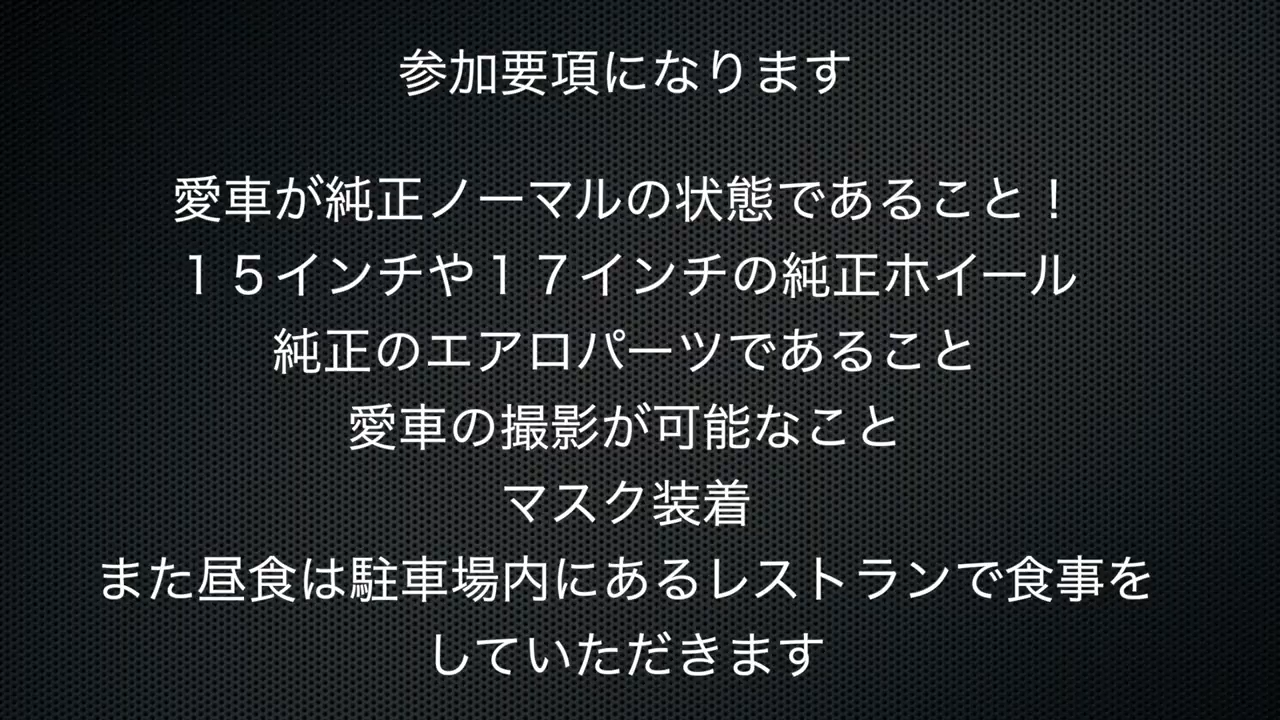 参加要項になります
愛車が純正ノーマルの状態であること！
１５インチや１７インチの純正ホイール
純正のエアロパーツであること
愛車の撮影が可能なこと
マスク装着
また昼食は駐車場内にあるレストランで食事を
していただきます